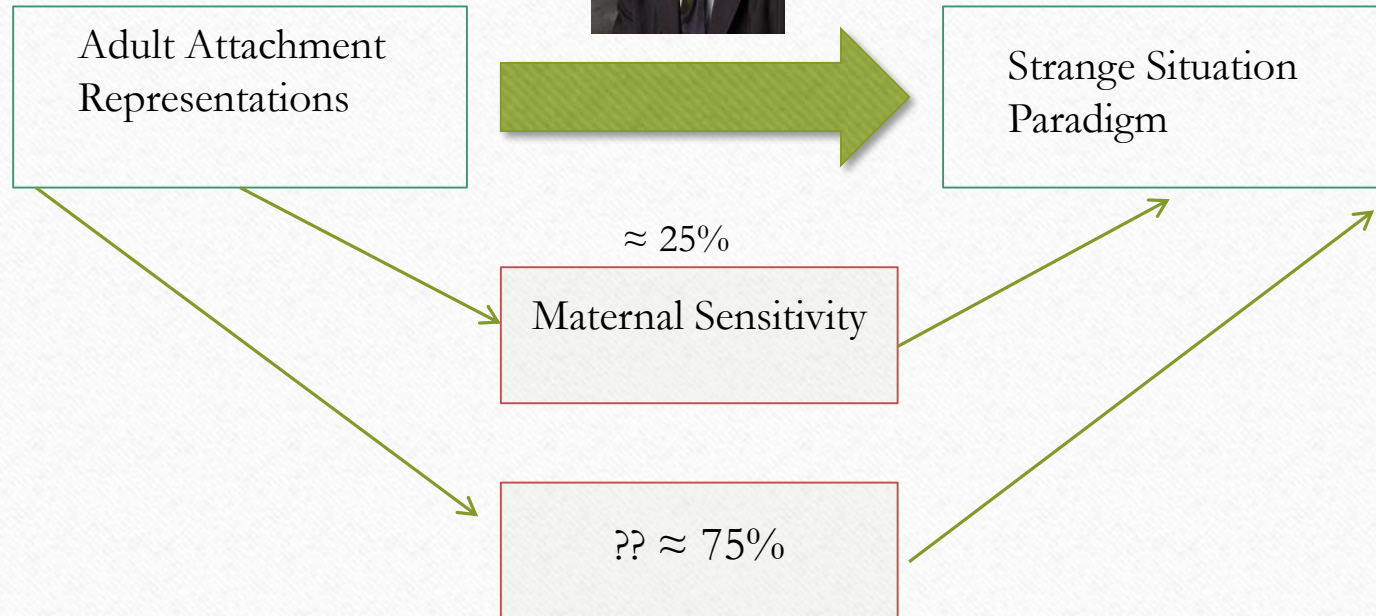 Adult Attachment
Representations
Strange Situation
Paradigm
≈ 25%
Maternal Sensitivity
?? ≈ 75%